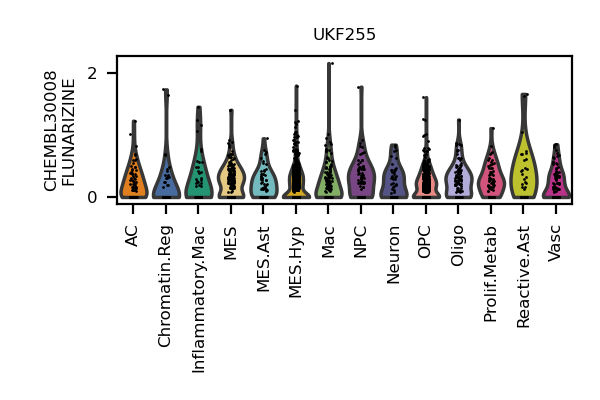 UKF255
CHEMBL30008
FLUNARIZINE
2
0
AC
Chromatin.Reg
Inflammatory.Mac
MES
MES.Ast
MES.Hyp
Mac
NPC
Neuron
OPC
Oligo
Prolif.Metab
Reactive.Ast
Vasc